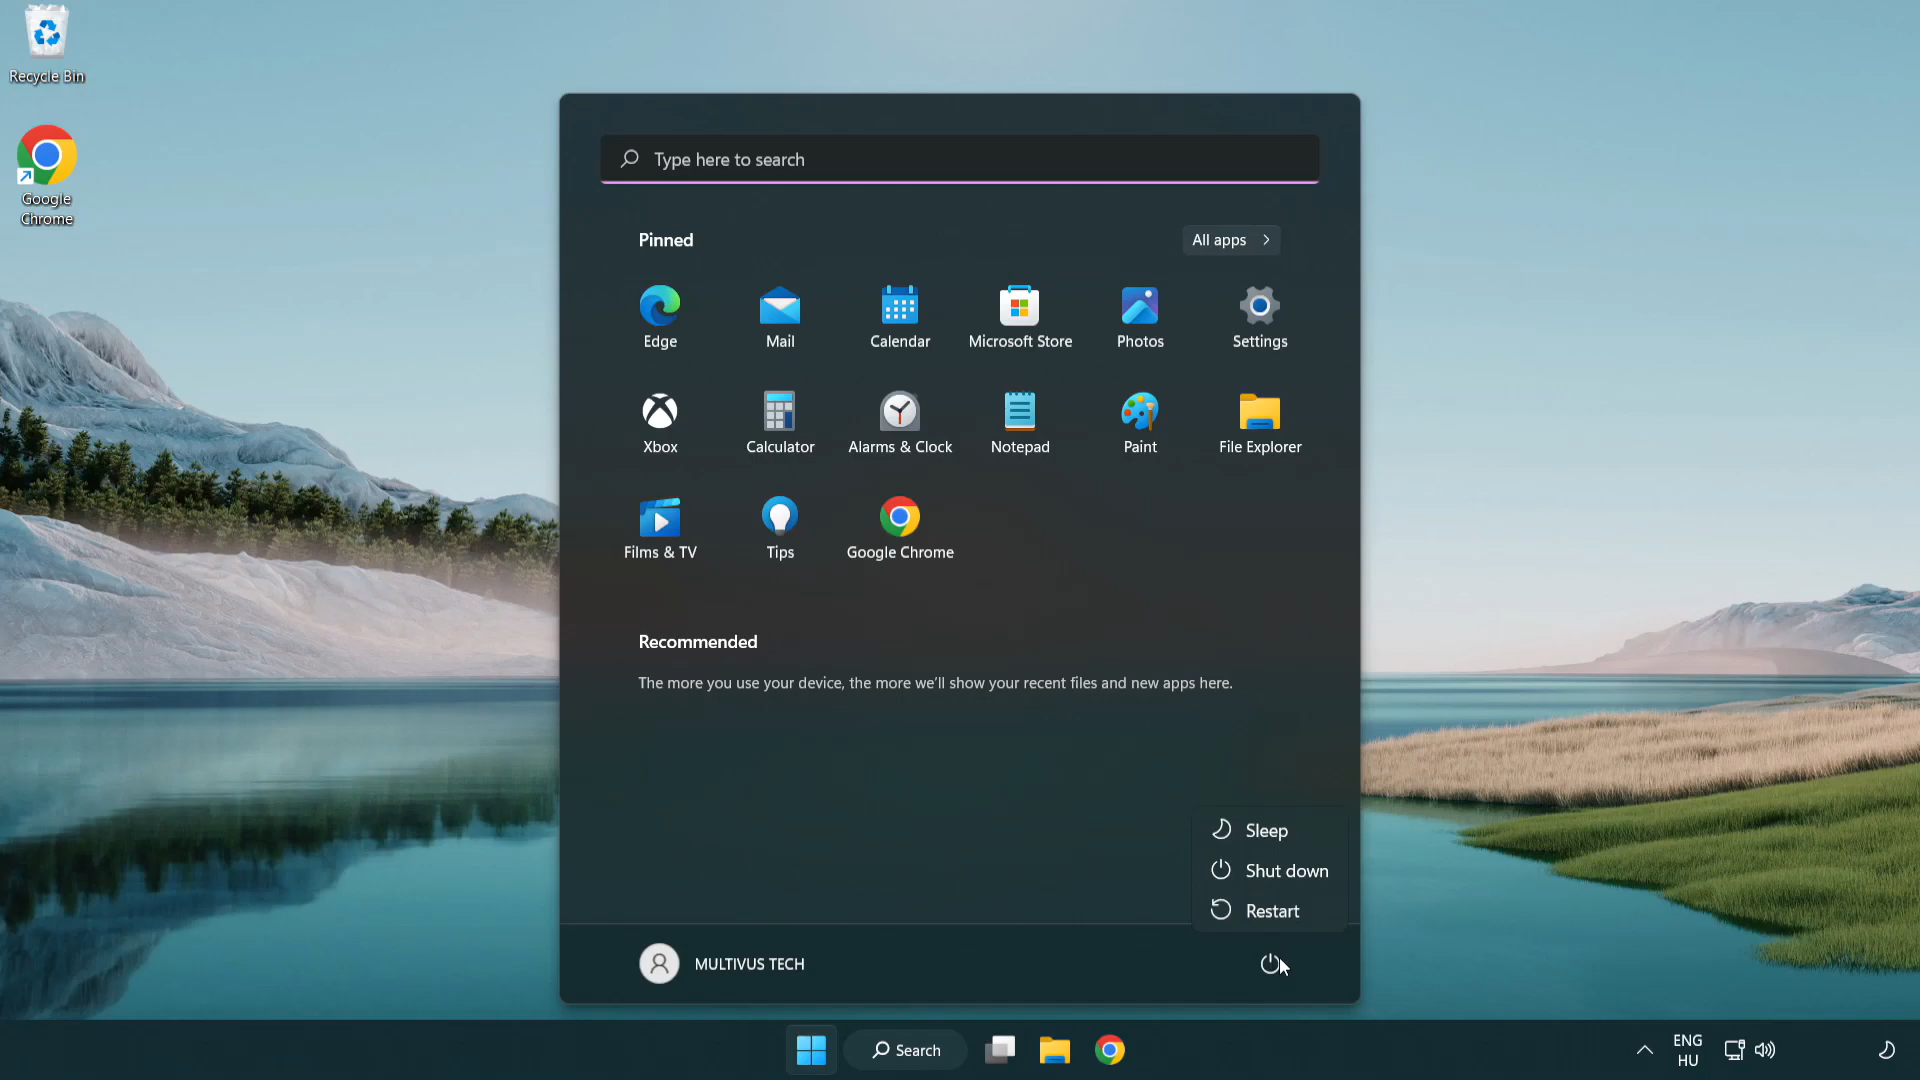 Recycle Bin
Google
Chrome
Type here to search
Pinned
All apps
Edge
Mail
Calendar
Microsoft Store
Photos
Settings
Xbox
Calculator
Alarms & Clock
Notepad
Paint
File Explorer
Films & TV
Tips
Google Chrome
Recommended
The more you use your device, the more we'll show your recent files and new apps here.
Sleep
Shut down
Restart
MULTIVUS TECH
Search
ENG
HU